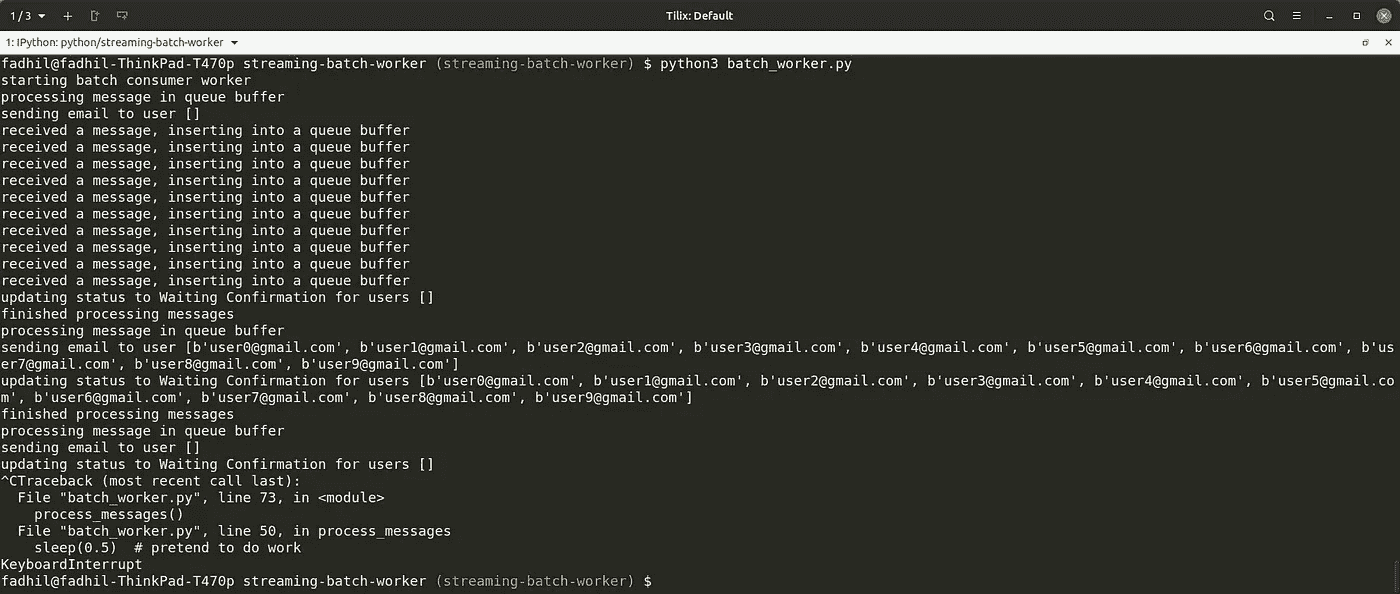 1 / 3
Tilix: Default
1: IPython: python/streaming-batch-worker
fadhil@fadhil-ThinkPad-T470p streaming-batch-worker (streaming-batch-worker) $ python3 batch_worker.py
starting batch consumer worker
processing message in queue buffer
sending email to user []
received a message, inserting into a queue buffer
received a message, inserting into a queue buffer
received a message, inserting into a queue buffer
received a message, inserting into a queue buffer
received a message, inserting into a queue buffer
received a message, inserting into a queue buffer
received a message, inserting into a queue buffer
received a message, inserting into a queue buffer
received a message, inserting into a queue buffer
received a message, inserting into a queue buffer
updating status to Waiting Confirmation for users []
finished processing messages
processing message in queue buffer
sending email to user [b'user0@gmail.com', b'user1@gmail.com', b'user2@gmail.com', b'user3@gmail.com', b'user4@gmail.com', b'user5@gmail.com', b'user6@gmail.com', b'us
er7@gmail.com', b'user8@gmail.com', b'user9@gmail.com']
updating status to Waiting Confirmation for users [b'user0@gmail.com', b'user1@gmail.com', b'user2@gmail.com', b'user3@gmail.com', b'user4@gmail.com', b'user5@gmail.co
m', b'user6@gmail.com', b'user7@gmail.com', b'user8@gmail.com', b'user9@gmail.com']
finished processing messages
processing message in queue buffer
sending email to user []
updating status to Waiting Confirmation for users []
^CTraceback (most recent call last):
  File "batch_worker.py", line 73, in <module>
    process_messages()
  File "batch_worker.py", line 50, in process_messages
    sleep(0.5)  # pretend to do work
KeyboardInterrupt
fadhil@fadhil-ThinkPad-T470p streaming-batch-worker (streaming-batch-worker) $